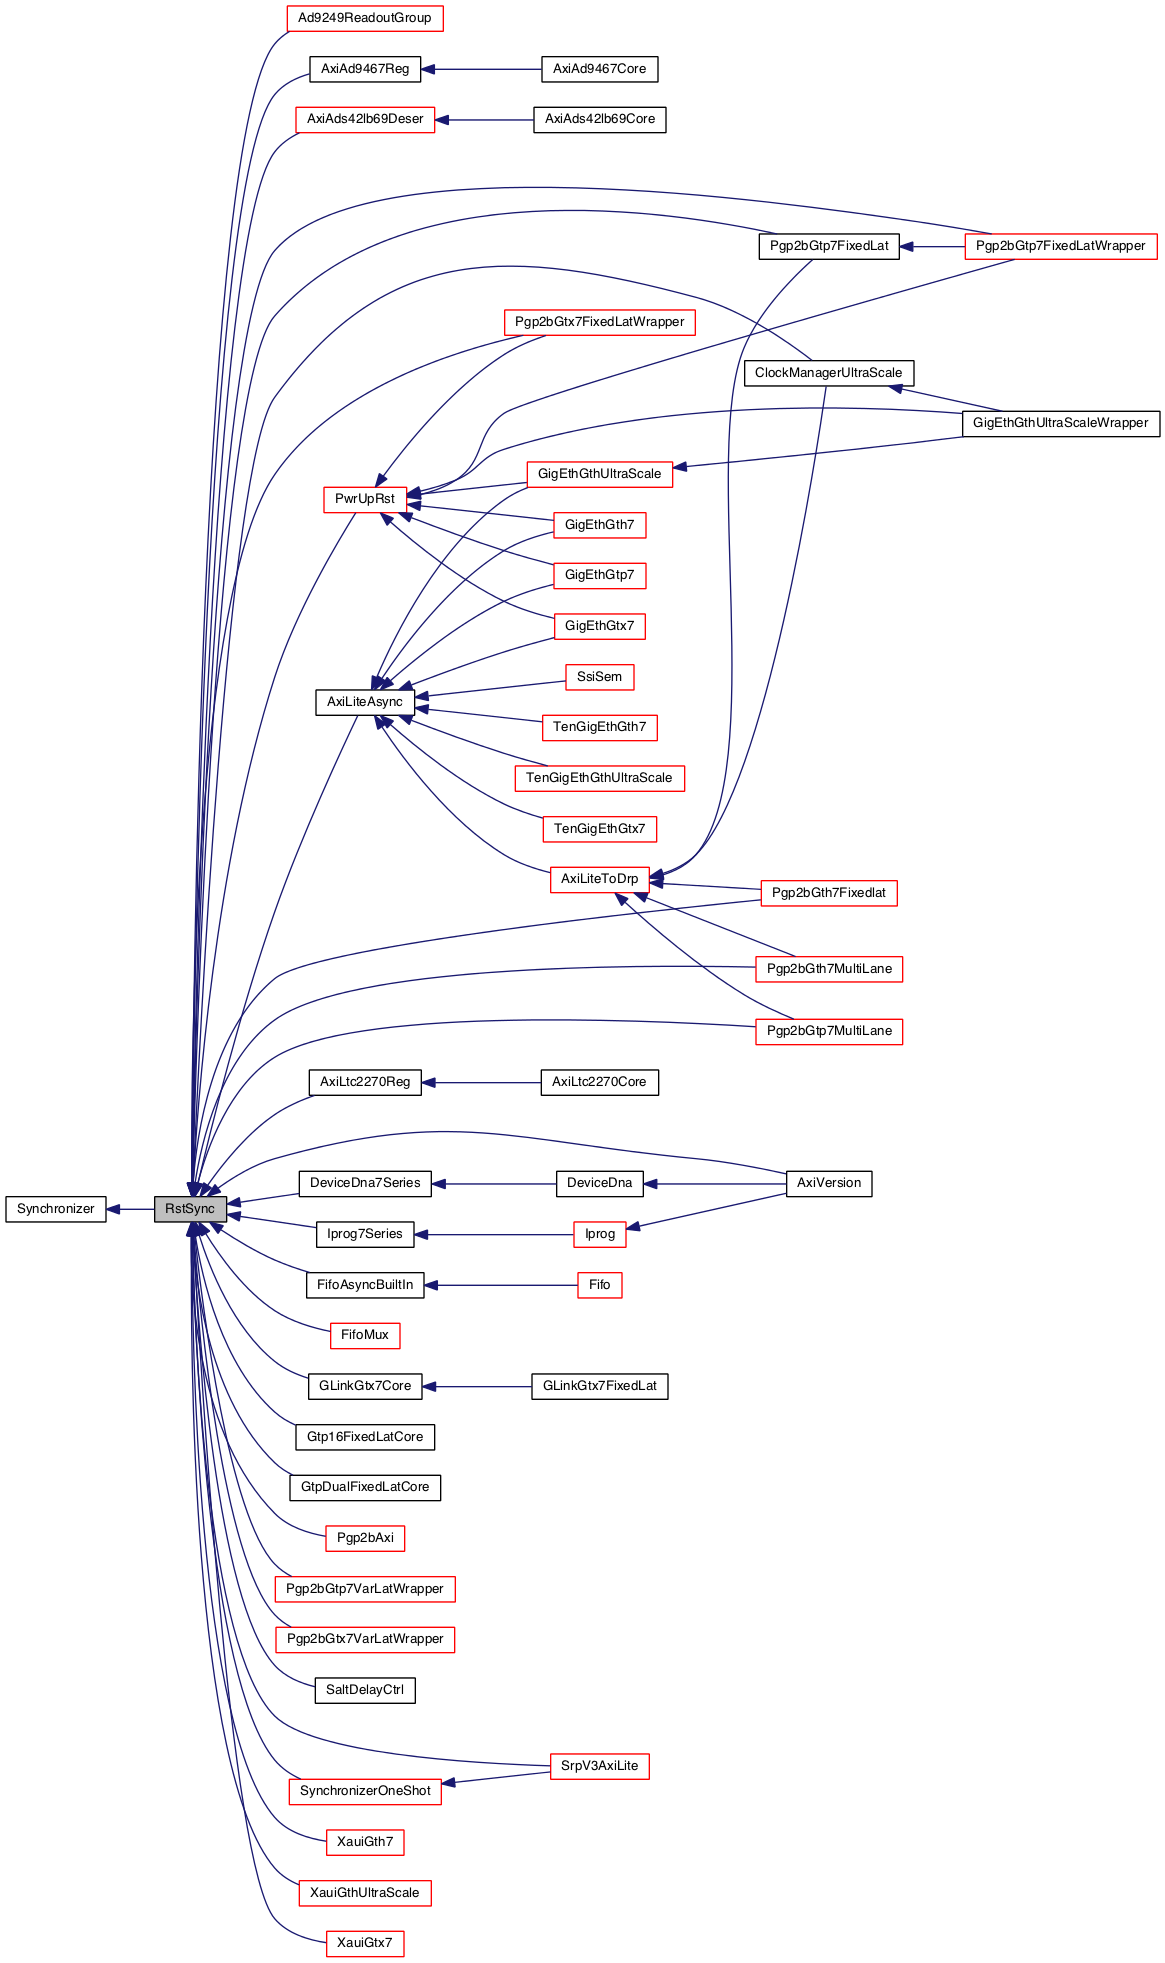 Ad9249ReadoutGroup
AxiAd9467Reg
AxiAd9467Core
AxiAds42lb69Deser
AxiAds42lb69Core
Pgp2bGtp7FixedLat
Pgp2bGtp7FixedLatWrapper
Pgp2bGtx7FixedLatWrapper
ClockManagerUltraScale
GigEthGthUltraScaleWrapper
GigEthGthUltraScale
PwrUpRst
GigEthGth7
GigEthGtp7
GigEthGtx7
SsiSem
AxiLiteAsync
TenGigEthGth7
TenGigEthGthUltraScale
TenGigEthGtx7
AxiLiteToDrp
Pgp2bGth7Fixedlat
Pgp2bGth7MultiLane
Pgp2bGtp7MultiLane
AxiLtc2270Reg
AxiLtc2270Core
DeviceDna7Series
DeviceDna
AxiVersion
Synchronizer
RstSync
Iprog7Series
Iprog
FifoAsyncBuiltIn
Fifo
FifoMux
GLinkGtx7Core
GLinkGtx7FixedLat
Gtp16FixedLatCore
GtpDualFixedLatCore
Pgp2bAxi
Pgp2bGtp7VarLatWrapper
Pgp2bGtx7VarLatWrapper
SaltDelayCtrl
SrpV3AxiLite
SynchronizerOneShot
XauiGth7
XauiGthUltraScale
XauiGtx7